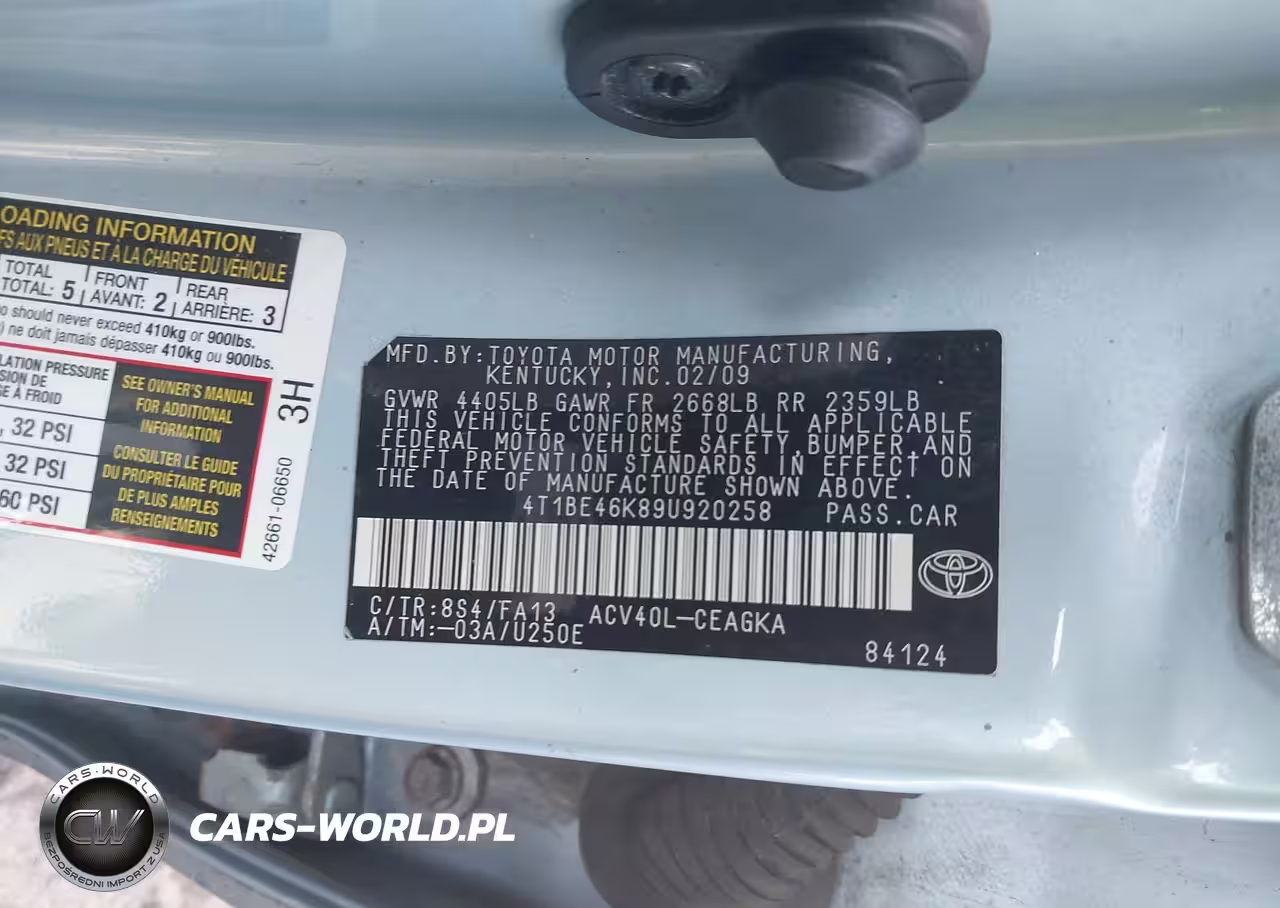 OADING INFORMATION
FS AUX PNEUS ET À LA CHARGE DU VÉHICULE
TOTAL
TOTAL: 5
FRONT
AVANT: 2
REAR
ARRIÈRE: 3
o should never exceed 410kg or 900lbs.
) ne doit jamais dépasser 410kg ou 900lbs.
LATION PRESSURE
SION DE
E À FROID
, 32 PSI
32 PSI
60 PSI
SEE OWNER'S MANUAL
FOR ADDITIONAL
INFORMATION
CONSULTER LE GUIDE
DU PROPRIÉTAIRE POUR
DE PLUS AMPLES
RENSEIGNEMENTS
3H
42661-06650
MFD.BY:TOYOTA MOTOR MANUFACTURING,
KENTUCKY,INC.02/09
GVWR 4405LB GAWR FR 2668LB RR 2359LB
THIS VEHICLE CONFORMS TO ALL APPLICABLE
FEDERAL MOTOR VEHICLE SAFETY,BUMPER,AND
THEFT PREVENTION STANDARDS IN EFFECT ON
THE DATE OF MANUFACTURE SHOWN ABOVE.
4T1BE46K89U920258 PASS.CAR
C/TR:8S4/FA13 ACV40L-CEAGKA
A/TM:-03A/U250E
84124
CARS-WORLD
CW
BEZPOŚREDNI IMPORT Z USA
CARS-WORLD.PL